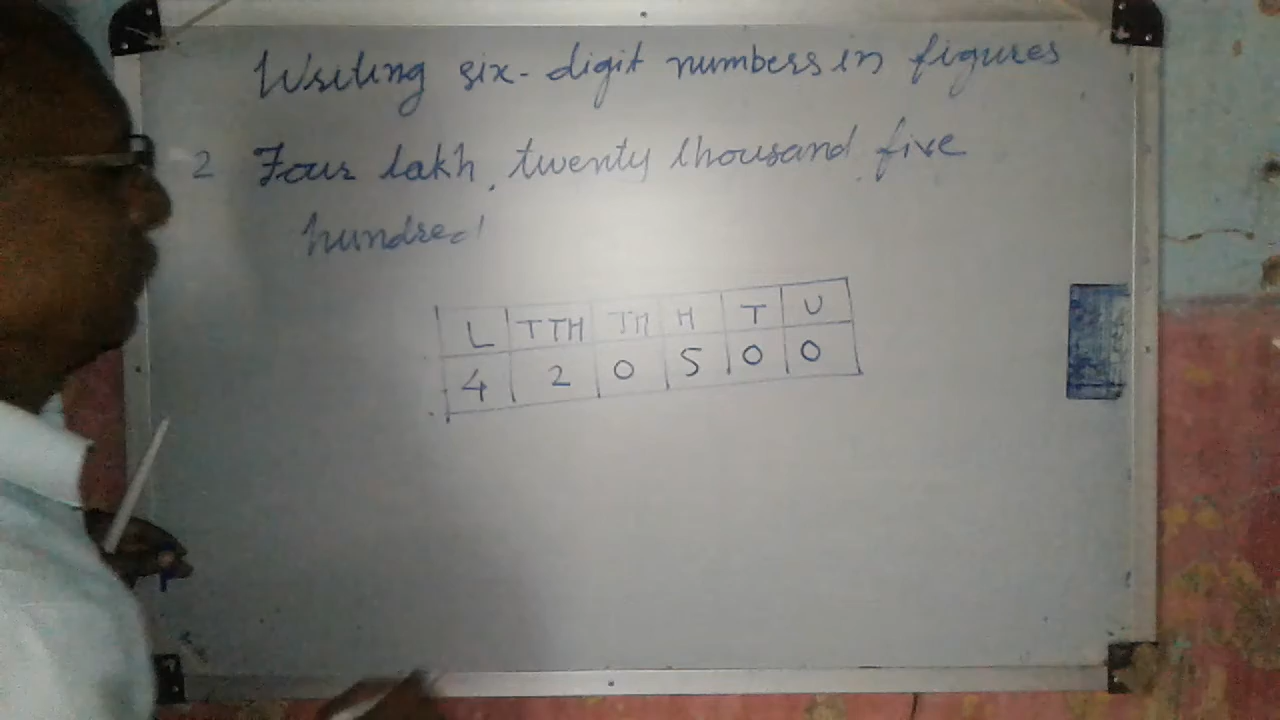 Writing six-digit numbers in figures
2 Four lakh, twenty thousand, five
hundred
L TTH TH H T U
4 2 0 5 0 0